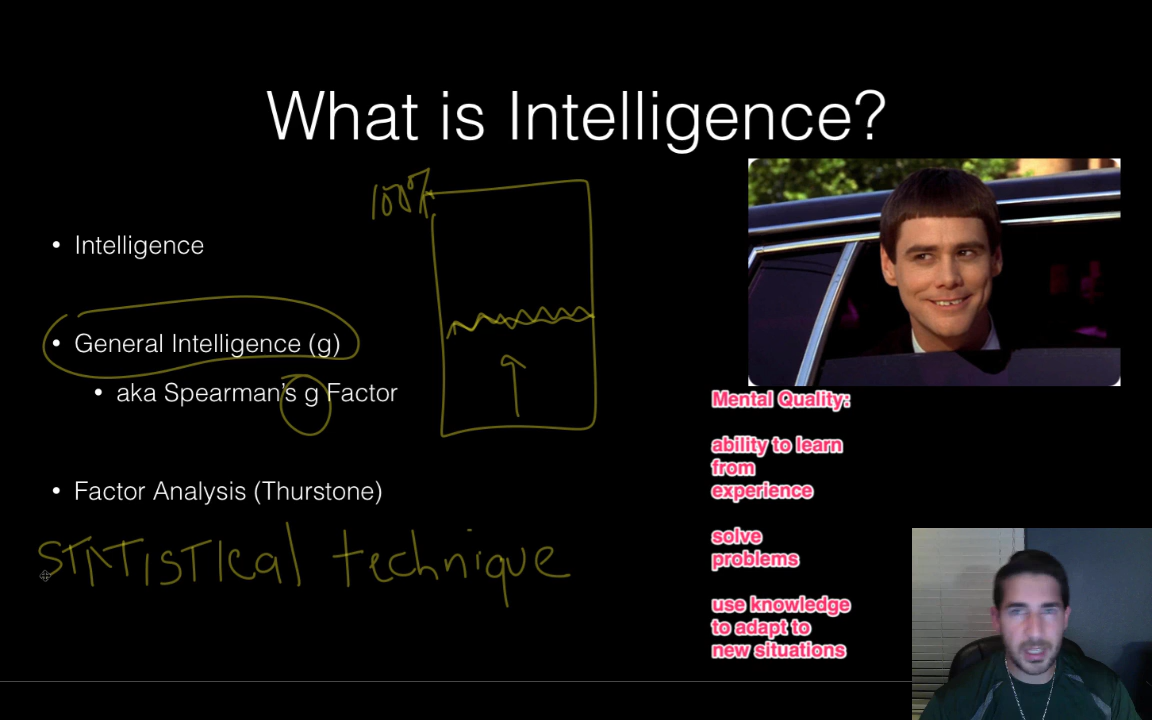 What is Intelligence?
100%
• Intelligence
• General Intelligence (g)
• aka Spearman's g Factor
• Factor Analysis (Thurstone)
STATISTICAL technique
Mental Quality:
ability to learn
from
experience
solve
problems
use knowledge
to adapt to
new situations